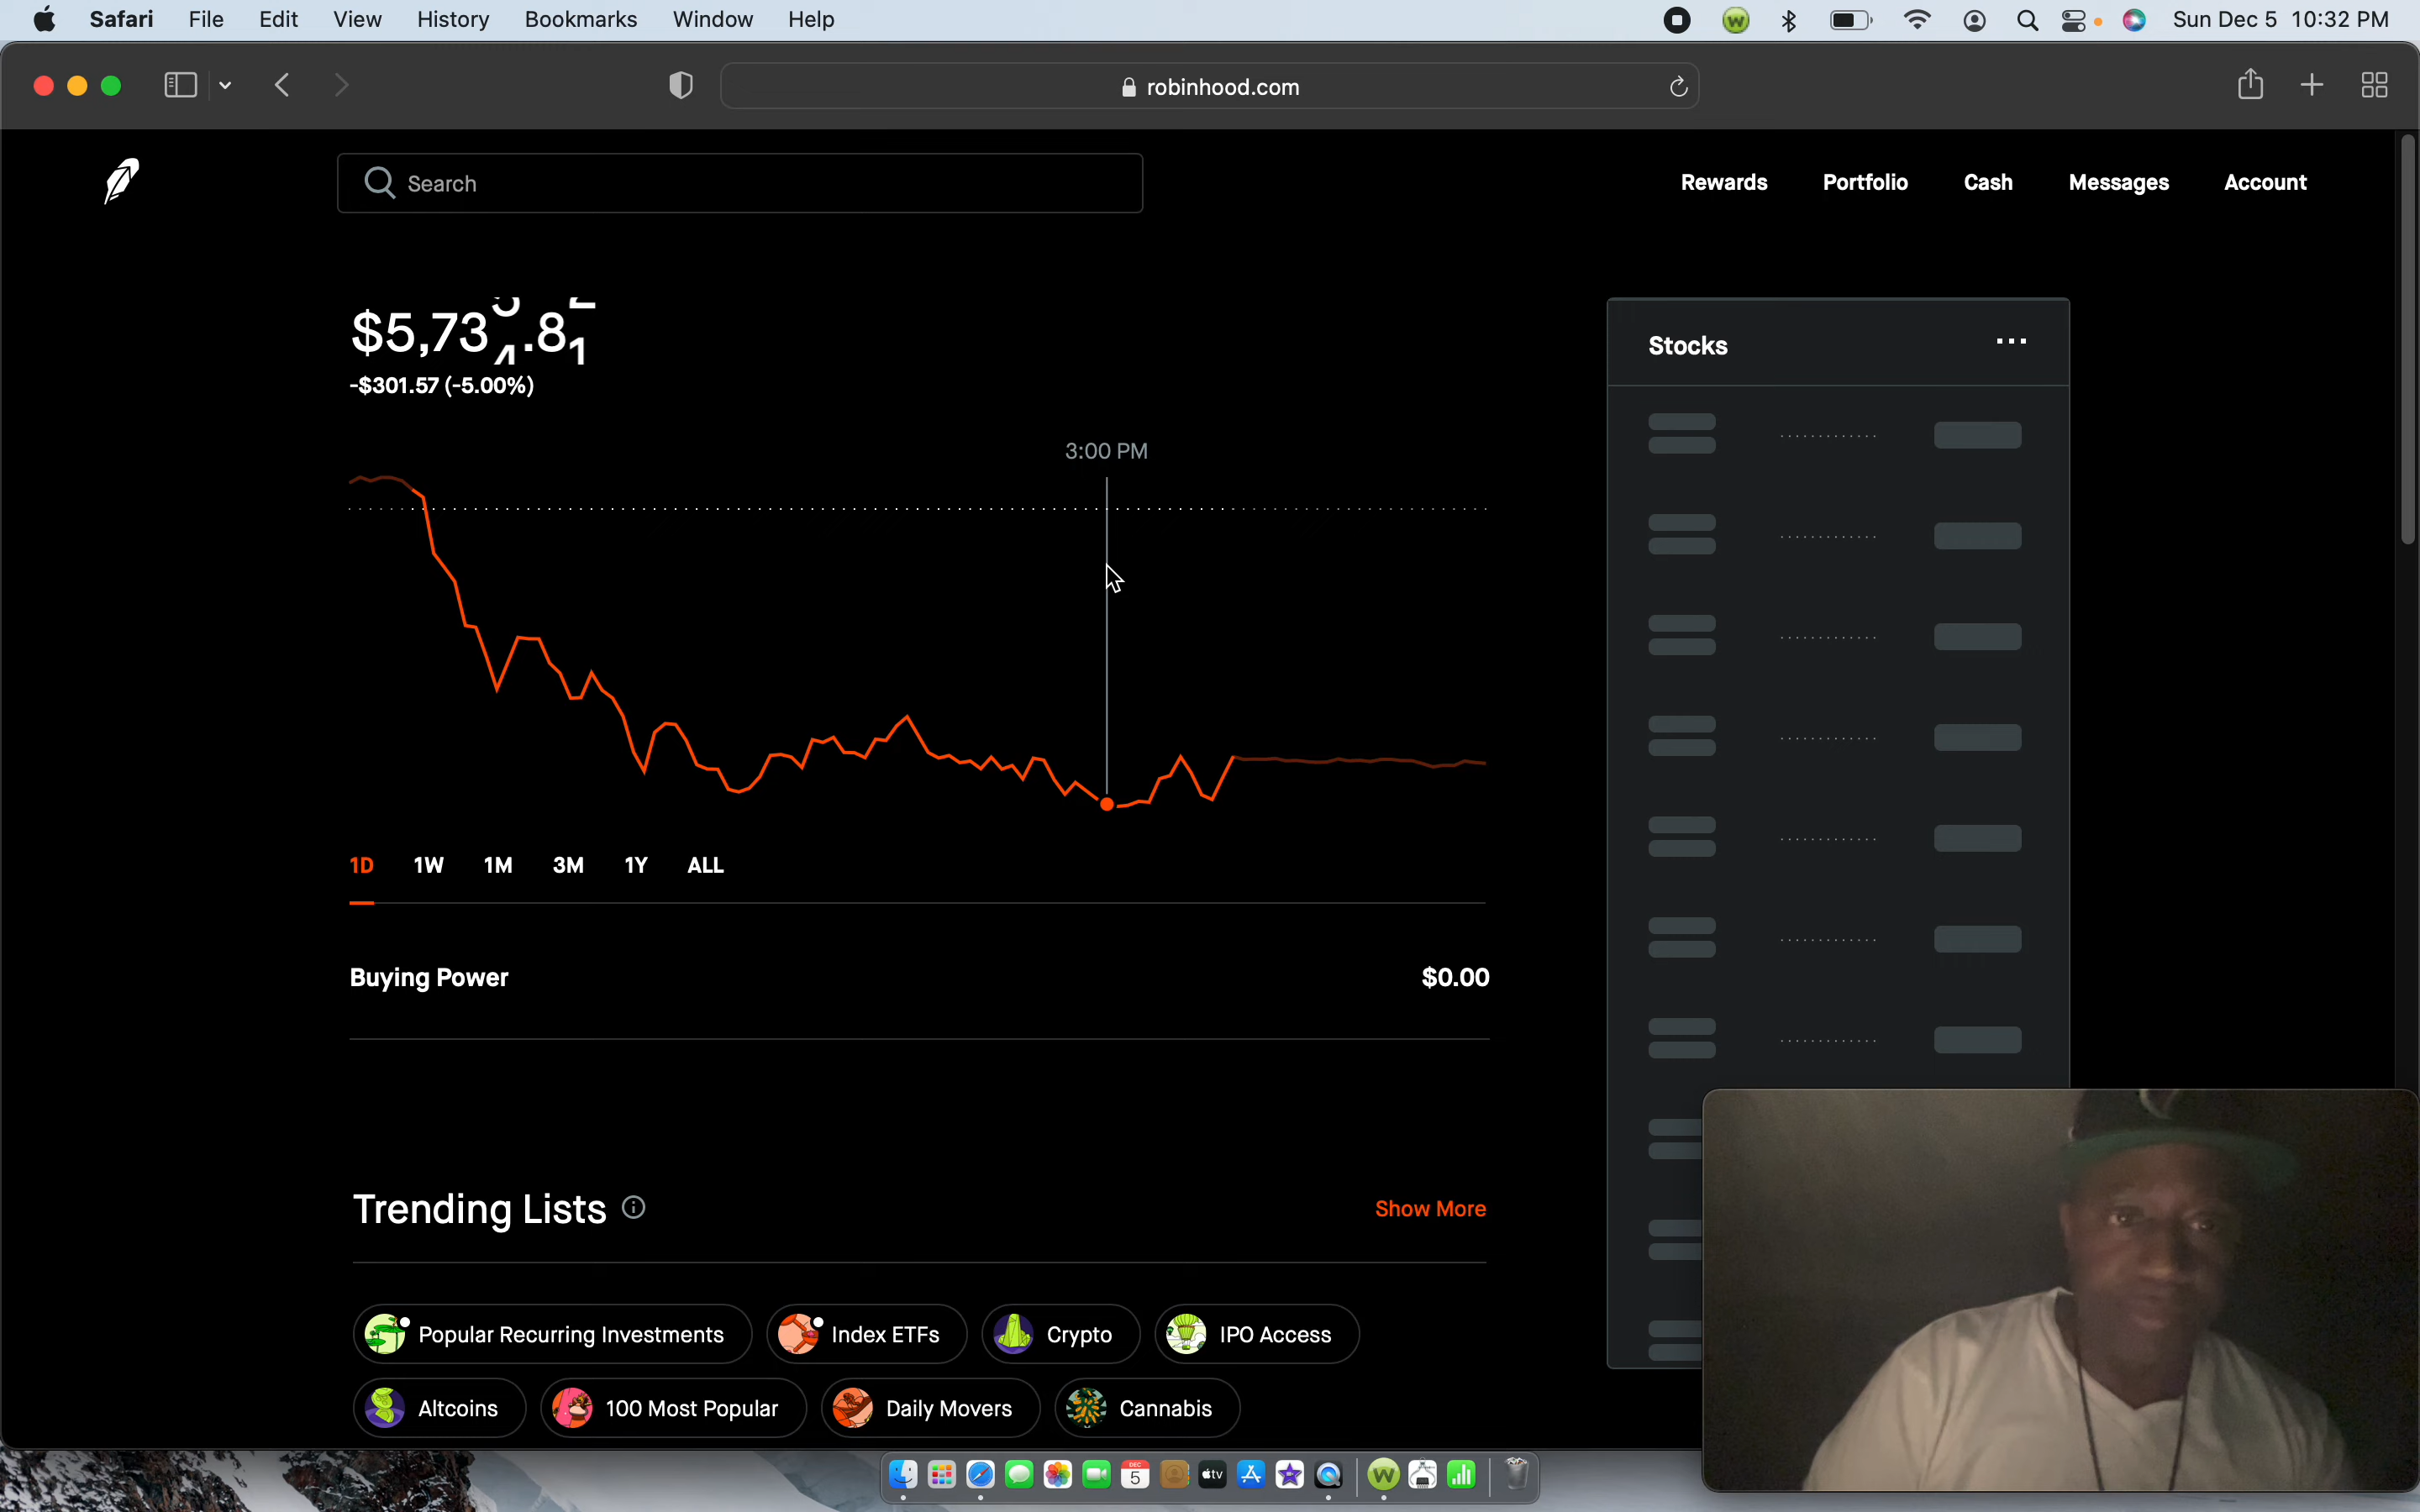 Safari File Edit View History Bookmarks Window Help
Sun Dec 5 10:32 PM
robinhood.com
Search
Rewards Portfolio Cash Messages Account
-$301.57 (-5.00%)
3:00 PM
1D 1W 1M 3M 1Y ALL
Buying Power $0.00
Trending Lists Show More
Popular Recurring Investments Index ETFs Crypto IPO Access
Altcoins 100 Most Popular Daily Movers Cannabis
Stocks
DEC
5
tv